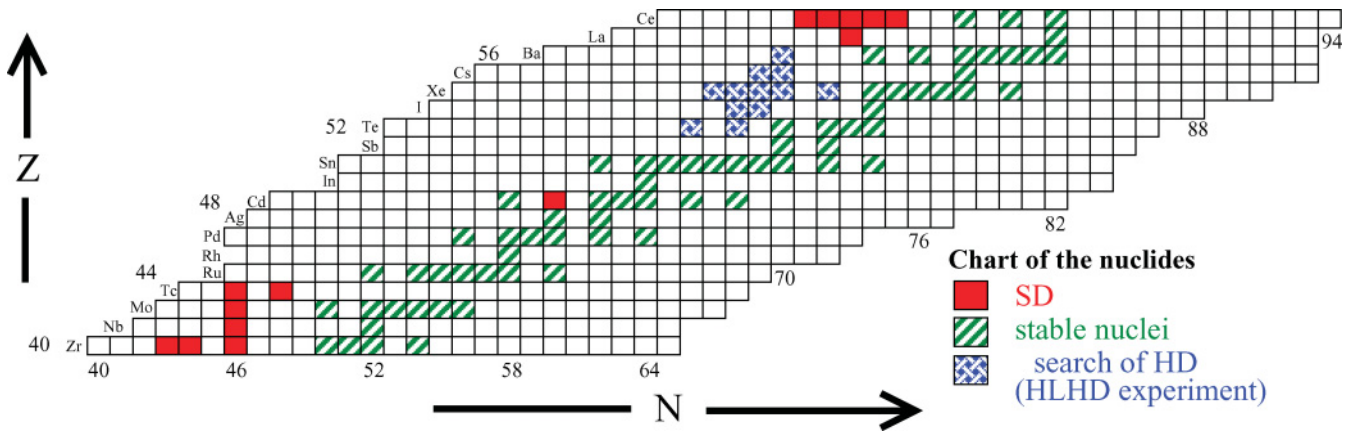 Ce
La
56 Ba
94
Cs
Xe
I
52 Te
88
Sb
Sn
In
48 Cd
Ag
82
Pd
76
Rh
44 Ru
70
Tc
Mo
Nb
40 Zr
40 46 52 58 64
Z
N
Chart of the nuclides
SD
stable nuclei
search of HD
(HLHD experiment)